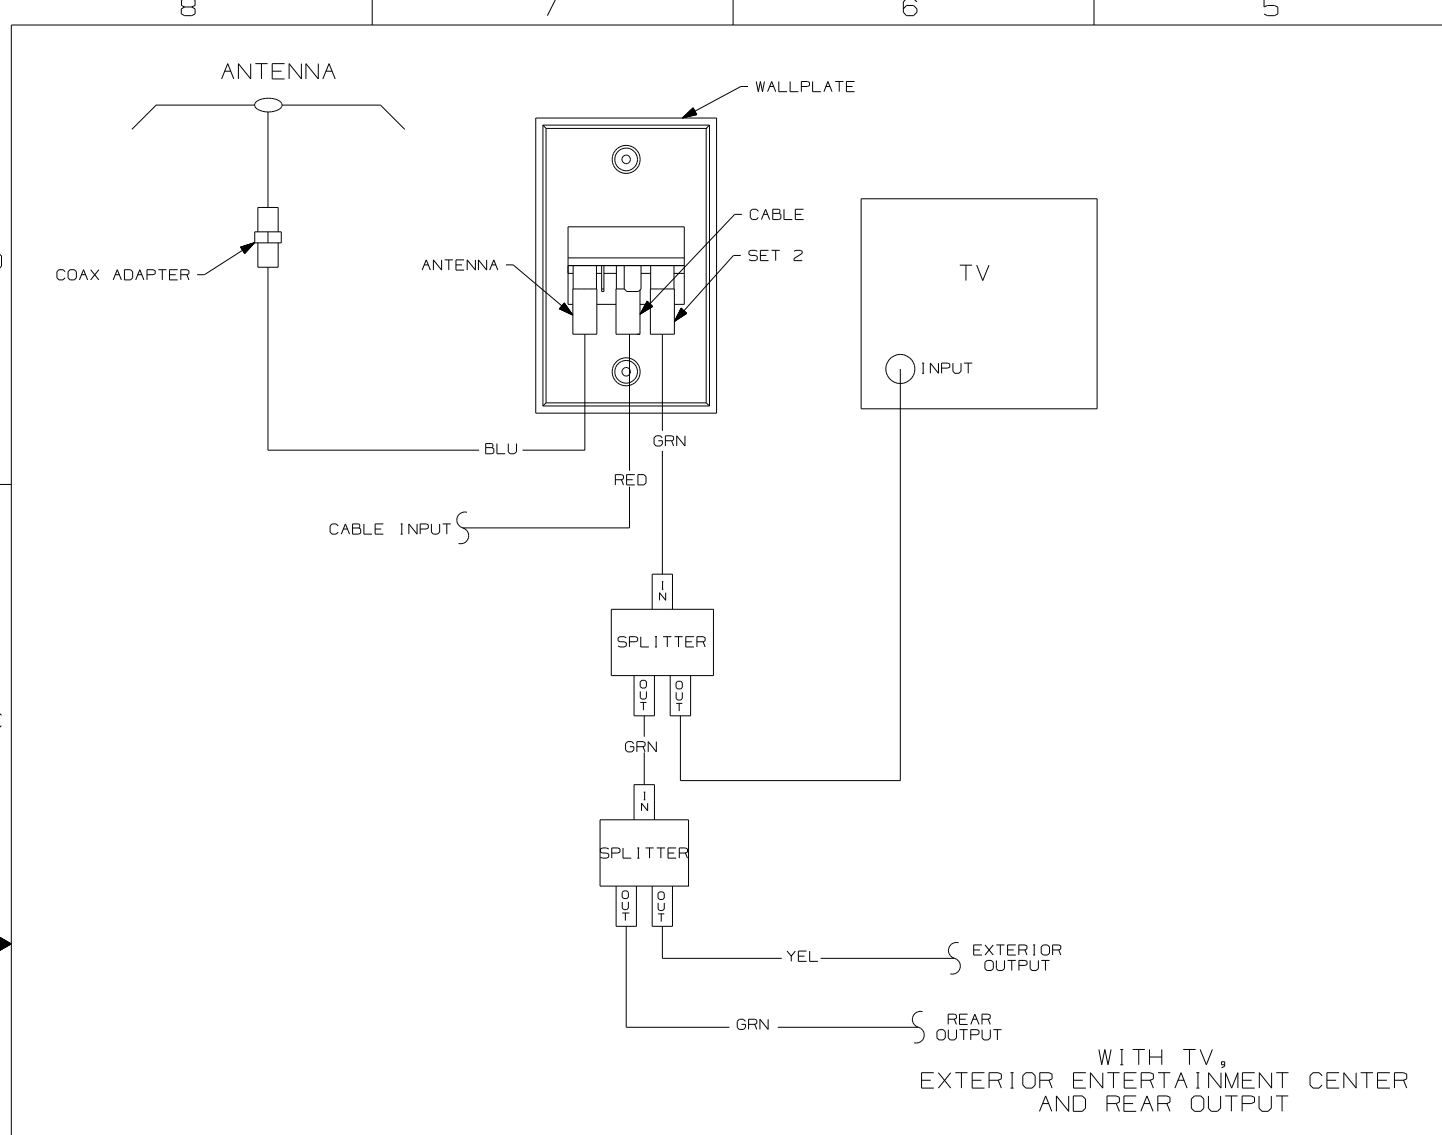 8 7 6 5
ANTENNA
WALLPLATE
CABLE
SET 2
ANTENNA
COAX ADAPTER
TV
INPUT
BLU
GRN
RED
CABLE INPUT
IN
SPLITTER
OUT OUT
GRN
IN
SPLITTER
OUT OUT
YEL
EXTERIOR
OUTPUT
GRN
REAR
OUTPUT
WITH TV,
EXTERIOR ENTERTAINMENT CENTER
AND REAR OUTPUT